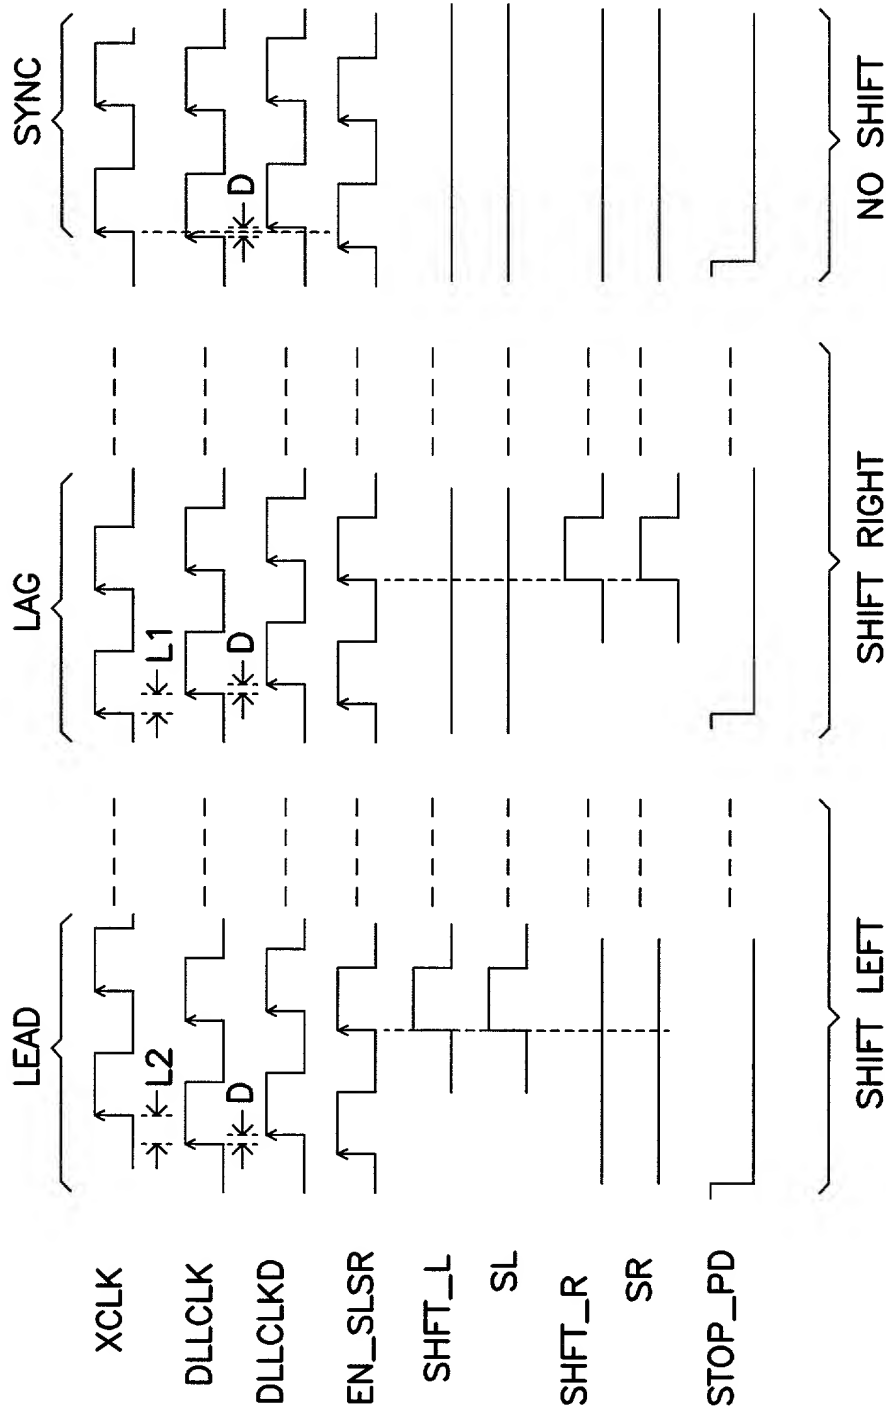 LEAD
LAG
SYNC
XCLK
L2
L1
DLLCLK
D
D
D
DLLCLKD
EN_SLSR
SHFT_L
SL
SHFT_R
SR
STOP_PD
SHIFT LEFT
SHIFT RIGHT
NO SHIFT